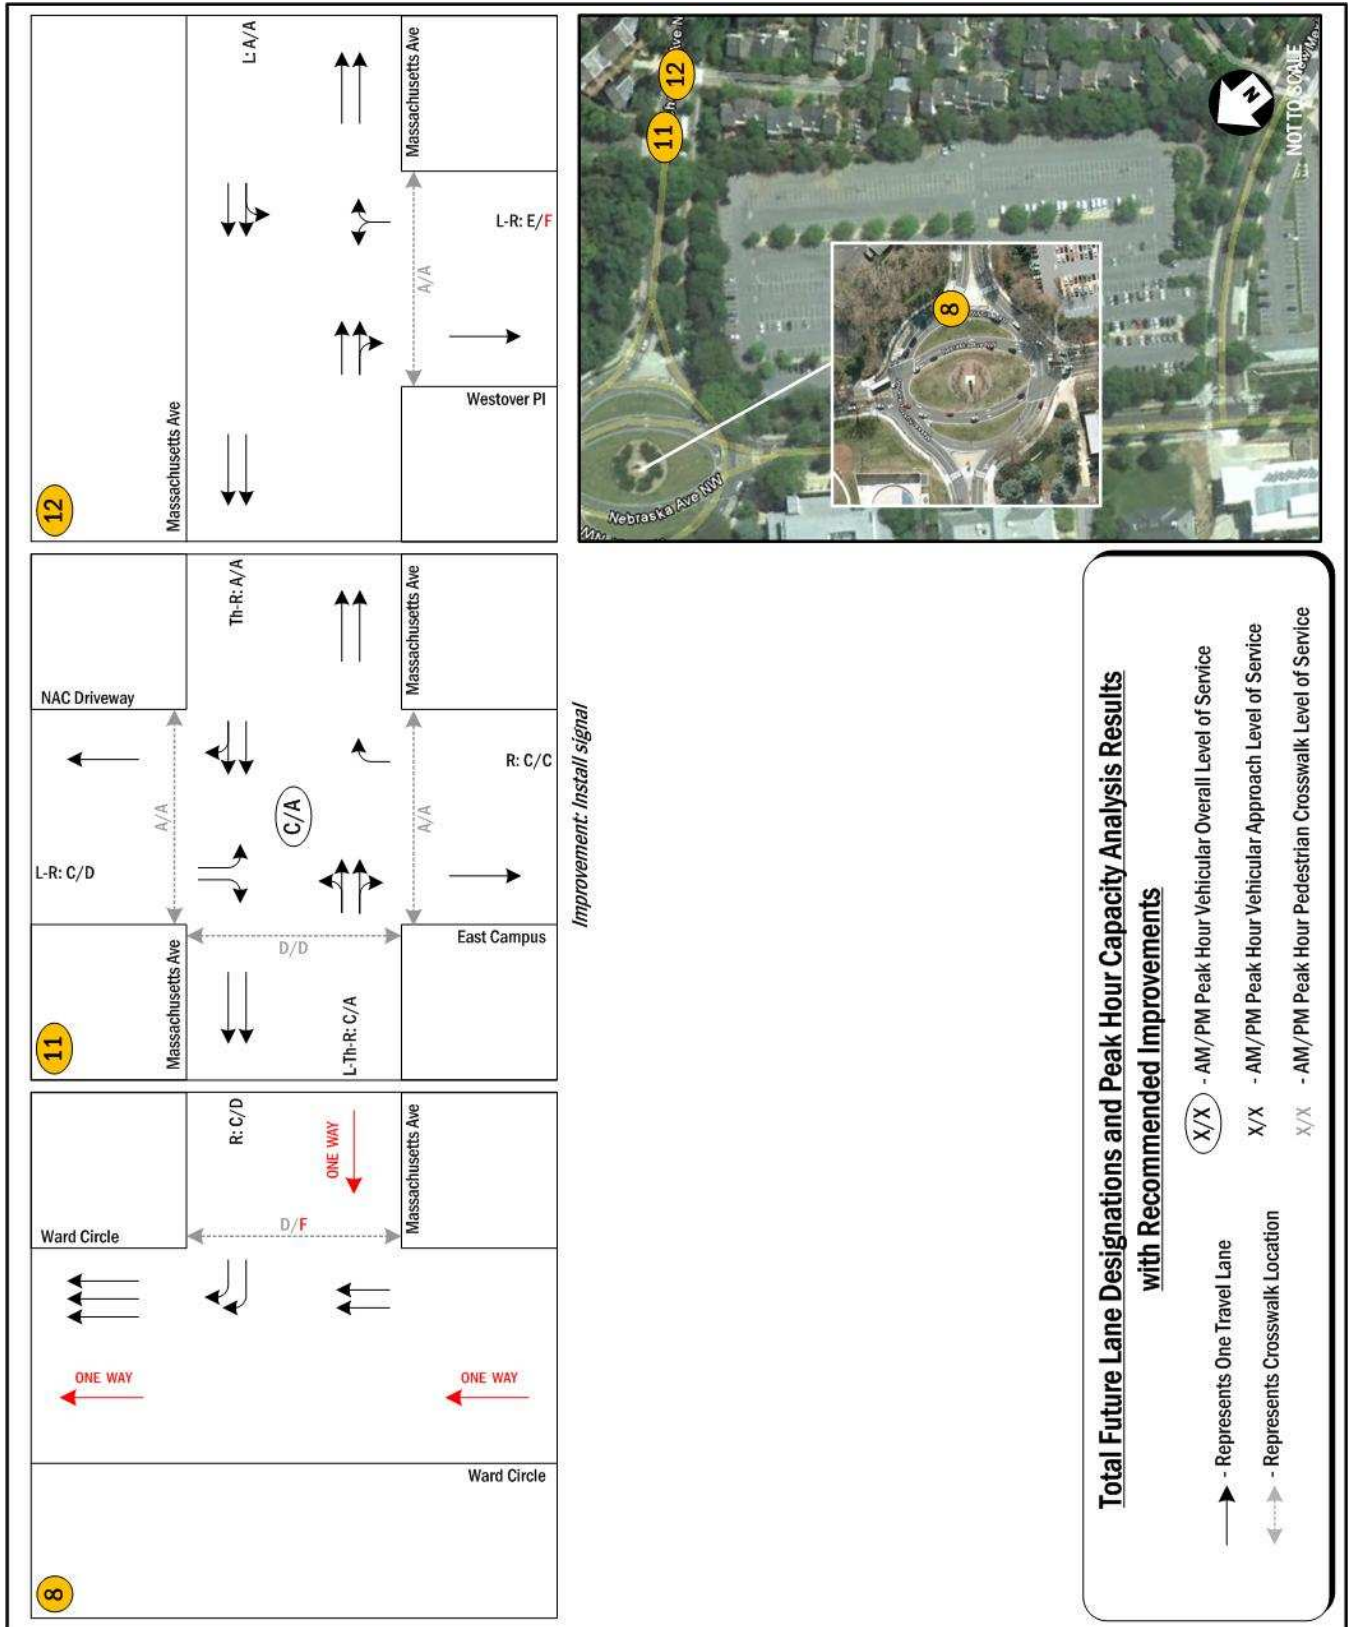 8
Ward Circle
ONE WAY
ONE WAY
Ward Circle
D/F
R: C/D
ONE WAY
Massachusetts Ave
11
Massachusetts Ave
L-R: C/D
A/A
NAC Driveway
D/D
C/A
Th-R: A/A
L-Th-R: C/A
East Campus
A/A
R: C/C
Massachusetts Ave
Improvement: Install signal
12
Massachusetts Ave
L: A/A
Westover Pl
A/A
L-R: E/F
Massachusetts Ave
Total Future Lane Designations and Peak Hour Capacity Analysis Results
with Recommended Improvements
- Represents One Travel Lane
- Represents Crosswalk Location
X/X - AM/PM Peak Hour Vehicular Overall Level of Service
X/X - AM/PM Peak Hour Vehicular Approach Level of Service
X/X - AM/PM Peak Hour Pedestrian Crosswalk Level of Service
Nebraska Ave NW
8
11
12
N
NOT TO SCALE